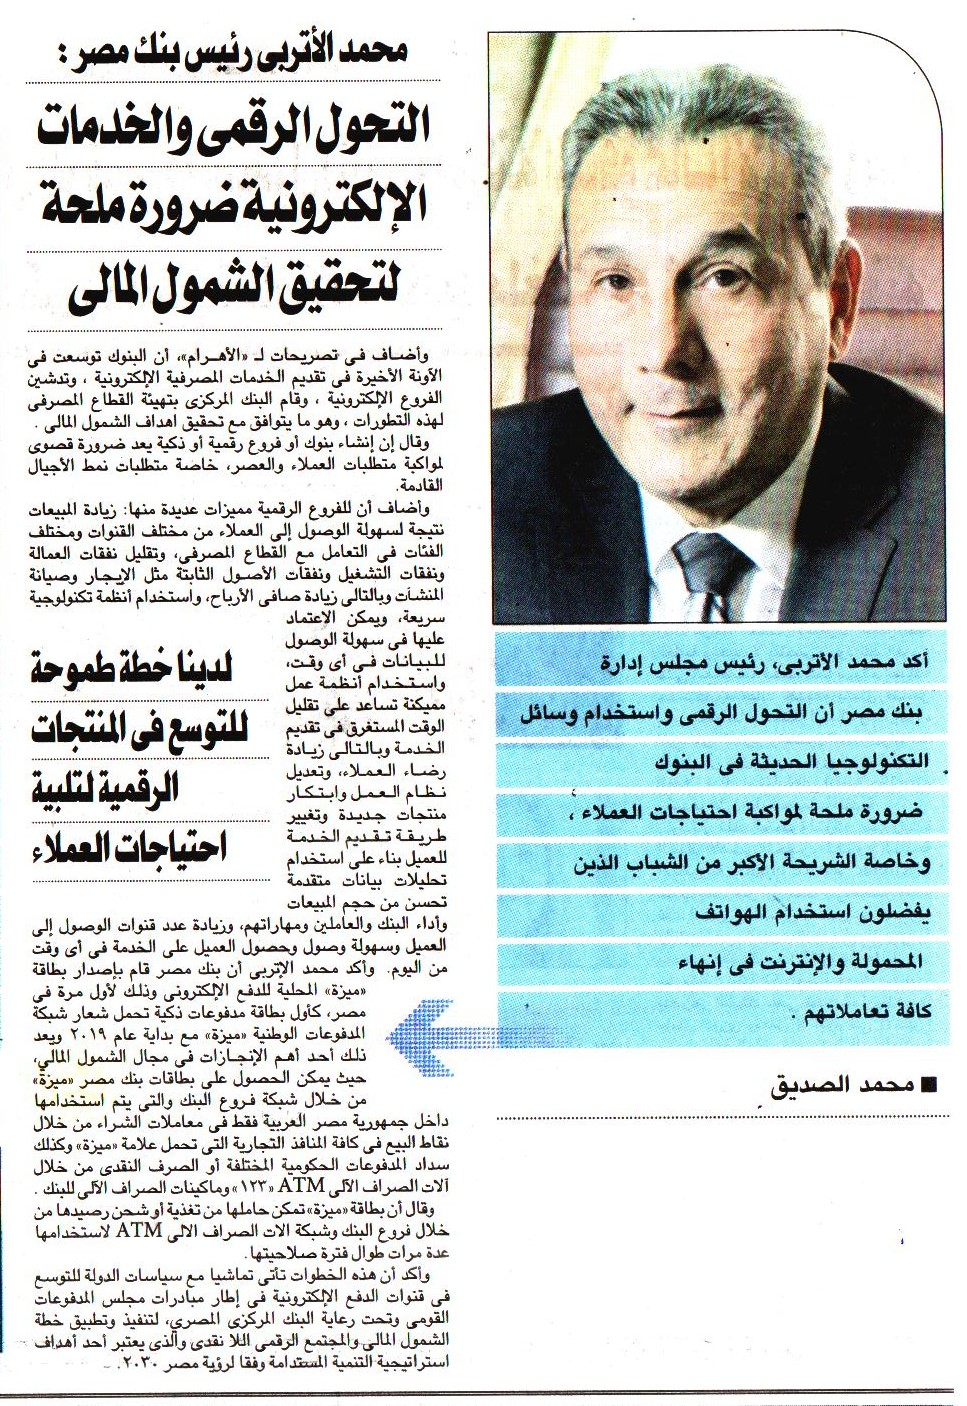 محمد الأتربى رئيس بنك مصر :
التحول الرقمى والخدمات
الإلكترونية ضرورة ملحة
لتحقيق الشمول المالى
أكد محمد الأتربى، رئيس مجلس إدارة
بنك مصر أن التحول الرقمى واستخدام وسائل
التكنولوجيا الحديثة فى البنوك
ضرورة ملحة لمواكبة احتياجات العملاء ،
وخاصة الشريحة الأكبر من الشباب الذين
يفضلون استخدام الهواتف
المحمولة والإنترنت فى إنهاء
كافة تعاملاتهم .
■ محمد الصديق
وأضاف فى تصريحات لـ «الأهرام»، أن البنوك توسعت فى
الآونة الأخيرة فى تقديم الخدمات المصرفية الإلكترونية ، وتدشين
الفروع الإلكترونية ، وقام البنك المركزى بتهيئة القطاع المصرفى
لهذه التطورات ، وهو ما يتوافق مع تحقيق اهداف الشمول المالى .
وقال إن إنشاء بنوك أو فروع رقمية أو ذكية يعد ضرورة قصوى
لمواكبة متطلبات العملاء والعصر، خاصة متطلبات نمط الأجيال
القادمة.
وأضاف أن للفروع الرقمية مميزات عديدة منها: زيادة المبيعات
نتيجة لسهولة الوصول إلى العملاء من مختلف القنوات ومختلف
الفئات فى التعامل مع القطاع المصرفي، وتقليل نفقات العمالة
ونفقات التشغيل ونفقات الأصول الثابتة مثل الإيجار وصيانة
المنشآت وبالتالى زيادة صافى الأرباح، واستخدام أنظمة تكنولوجية
سريعة، ويمكن الإعتماد
عليها فى سهولة الوصول
للبيانات فى أى وقت،
واستخدام أنظمة عمل
مميكنة تساعد على تقليل
الوقت المستغرق فى تقديم
الخدمة وبالتالى زيادة
رضاء العملاء، وتعديل
نظام العمل وابتكار
منتجات جديدة وتغيير
طريقة تقديم الخدمة
للعميل بناء على استخدام
تحليلات بيانات متقدمة
تحسن من حجم المبيعات
لدينا خطة طموحة
للتوسع فى المنتجات
الرقمية لتلبية
احتياجات العملاء
وأداء البنك والعاملين ومهاراتهم، وزيادة عدد قنوات الوصول إلى
العميل وسهولة وصول وحصول العميل على الخدمة فى أى وقت
من اليوم. وأكد محمد الإتربى أن بنك مصر قام بإصدار بطاقة
«ميزة» المحلية للدفع الإلكترونى وذلك لأول مرة فى
مصر، كأول بطاقة مدفوعات ذكية تحمل شعار شبكة
المدفوعات الوطنية «ميزة» مع بداية عام ٢٠١٩ ويعد
ذلك أحد أهم الإنجازات فى مجال الشمول المالي،
حيث يمكن الحصول على بطاقات بنك مصر «ميزة»
من خلال شبكة فروع البنك والتى يتم استخدامها
داخل جمهورية مصر العربية فقط فى معاملات الشراء من خلال
نقاط البيع فى كافة المنافذ التجارية التى تحمل علامة «ميزة» وكذلك
سداد المدفوعات الحكومية المختلفة أو الصرف النقدى من خلال
آلات الصراف الآلى ATM «١٢٣» وماكينات الصراف الآلى للبنك .
وقال أن بطاقة «ميزة» تمكن حاملها من تغذية أو شحن رصيدها من
خلال فروع البنك وشبكة الات الصراف الالى ATM لاستخدامها
عدة مرات طوال فترة صلاحيتها.
وأكد أن هذه الخطوات تأتى تماشيا مع سياسات الدولة للتوسع
فى قنوات الدفع الإلكترونية فى إطار مبادرات مجلس المدفوعات
القومى وتحت رعاية البنك المركزى المصري، لتنفيذ وتطبيق خطة
الشمول المالى والمجتمع الرقمى اللا نقدى والذى يعتبر أحد أهداف
استراتيجية التنمية المستدامة وفقا لرؤية مصر ٢٠٣٠.